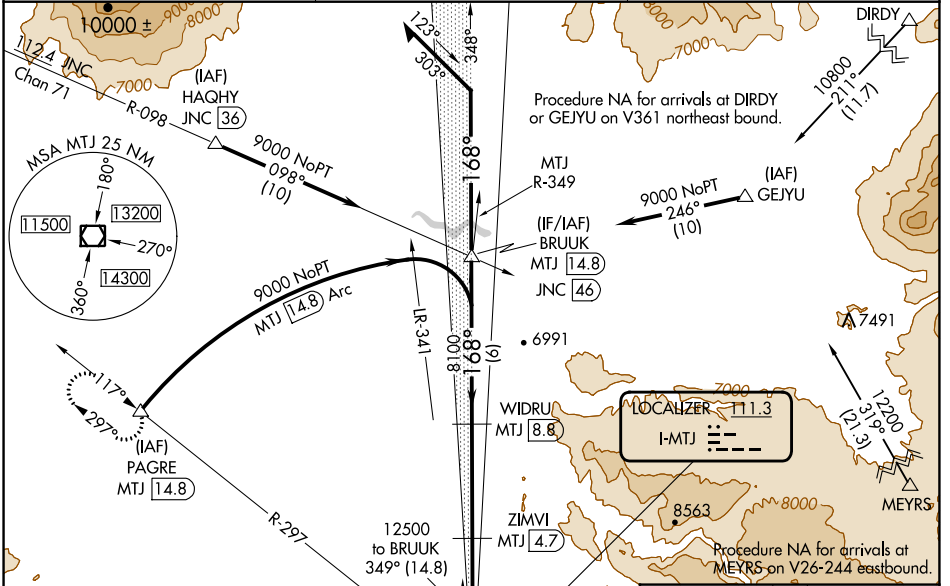 10000 ±
7000
112.4 JNC
Chan 71
R-098
(IAF)
HAQHY
JNC 36
9000 NoPT
098°
(10)
123°
303°
348°
168°
7000
DIRDY
10800
211°
(11.7)
Procedure NA for arrivals at DIRDY
or GEJYU on V361 northeast bound.
MTJ
R-349
(IAF)
GEJYU
9000 NoPT
246°
(10)
MSA MTJ 25 NM
180°
11500
13200
270°
14300
360°
(IF/IAF)
BRUUK
MTJ 14.8
JNC 46
9000 NoPT
MTJ 14.8 Arc
LR-341
8100
168°
(6)
6991
7491
117°
297°
(IAF)
PAGRE
MTJ 14.8
R-297
WIDRU
MTJ 8.8
7000
LOCALIZER 111.3
I-MTJ
12200
319°
(21.3)
MEYRS
8563
8000
ZIMVI
MTJ 4.7
12500
to BRUUK
349° (14.8)
Procedure NA for arrivals at
MEYRS on V26-244 eastbound.